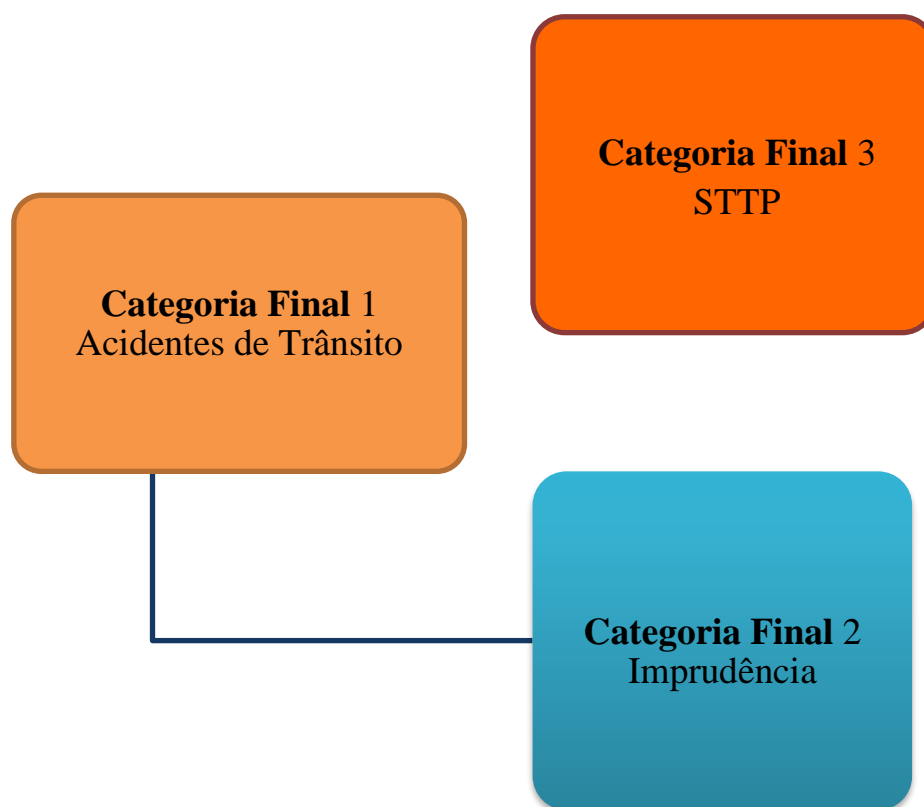 Categoria Final 3
STTP
Categoria Final 1
Acidentes de Trânsito
Categoria Final 2
Imprudência